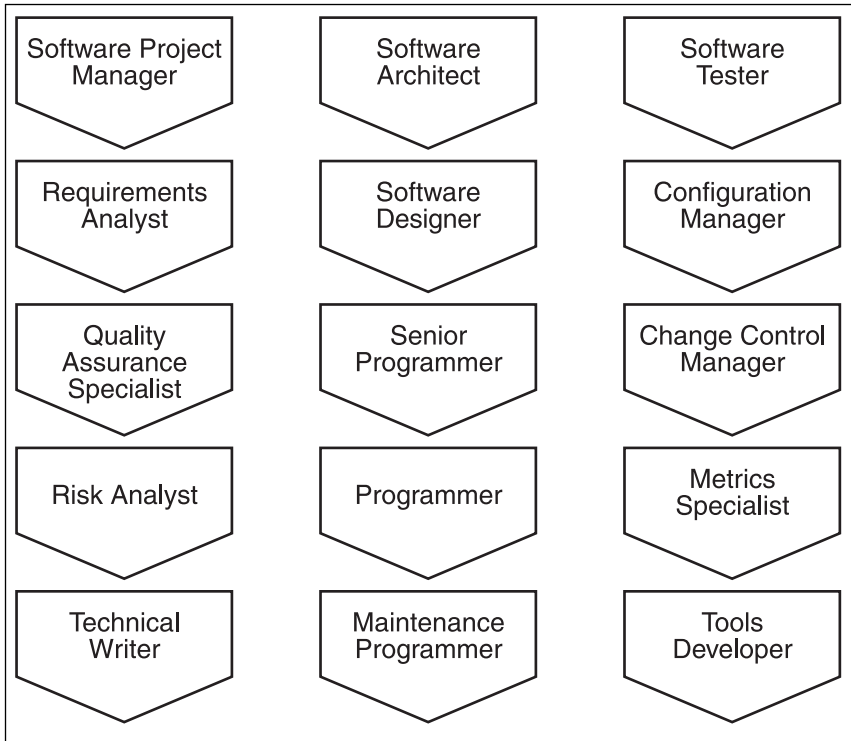 Software Project
Manager
Software
Architect
Software
Tester
Requirements
Analyst
Software
Designer
Configuration
Manager
Quality
Assurance
Specialist
Senior
Programmer
Change Control
Manager
Risk Analyst
Programmer
Metrics
Specialist
Technical
Writer
Maintenance
Programmer
Tools
Developer